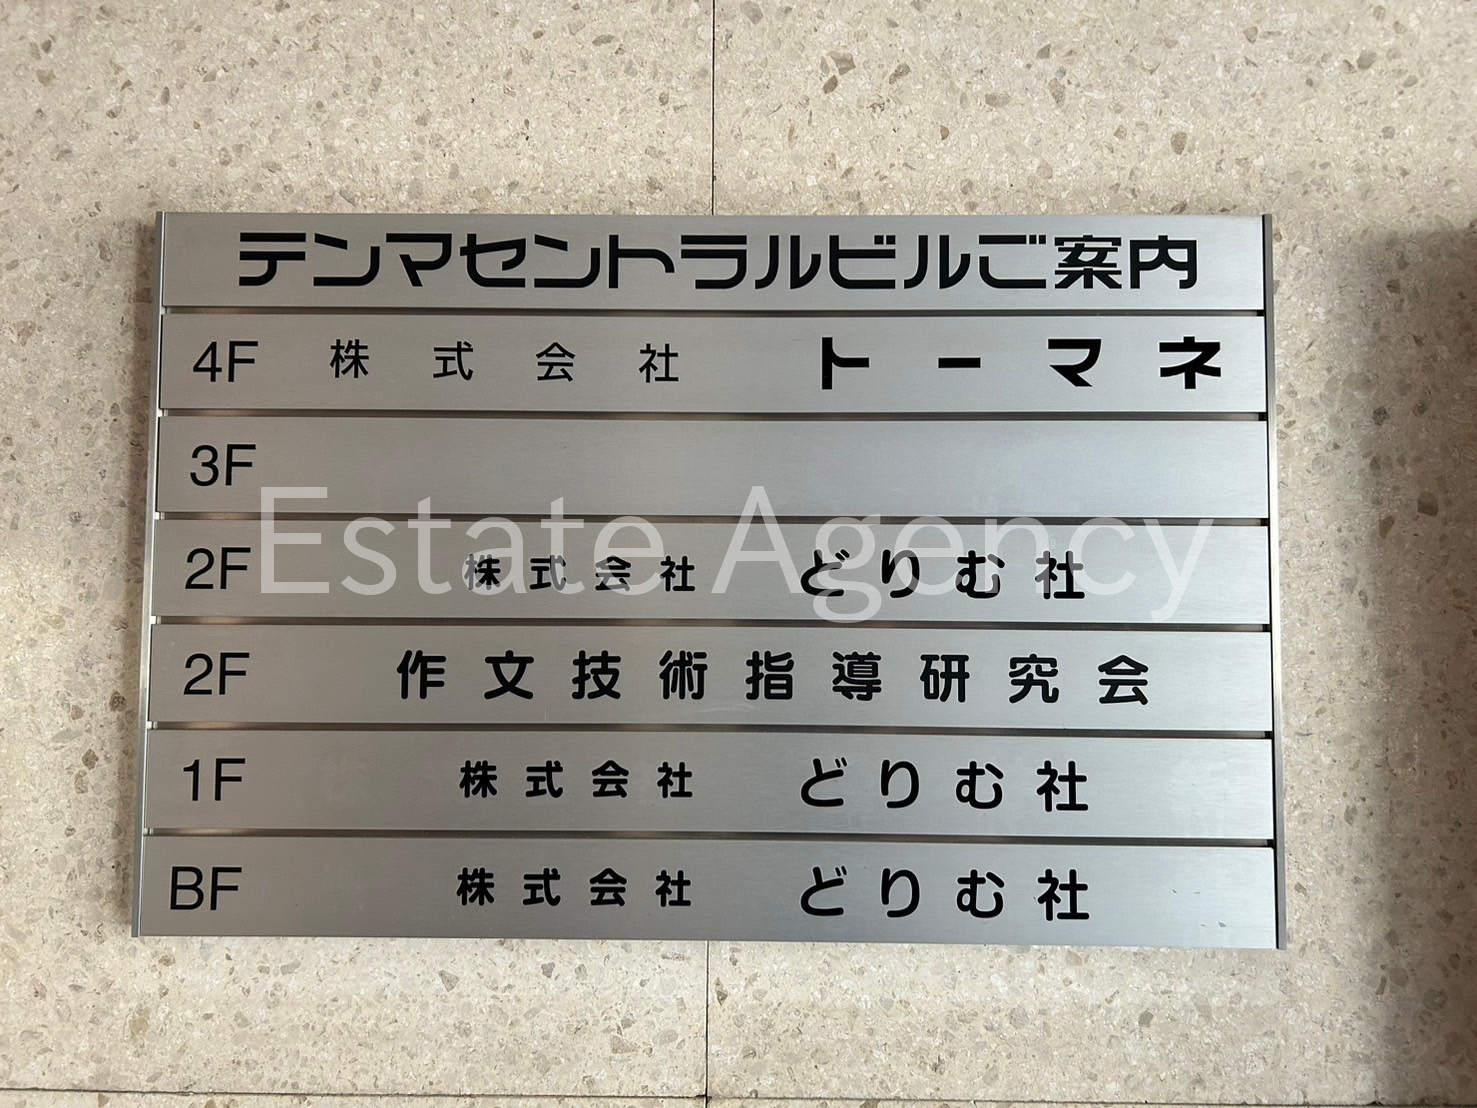 テンマセントラルビルご案内
4F 株式会社 トーマネ
3F
Estate Agency
2F 株式会社 どりむ社
2F 作文技術指導研究会
1F 株式会社 どりむ社
BF 株式会社 どりむ社